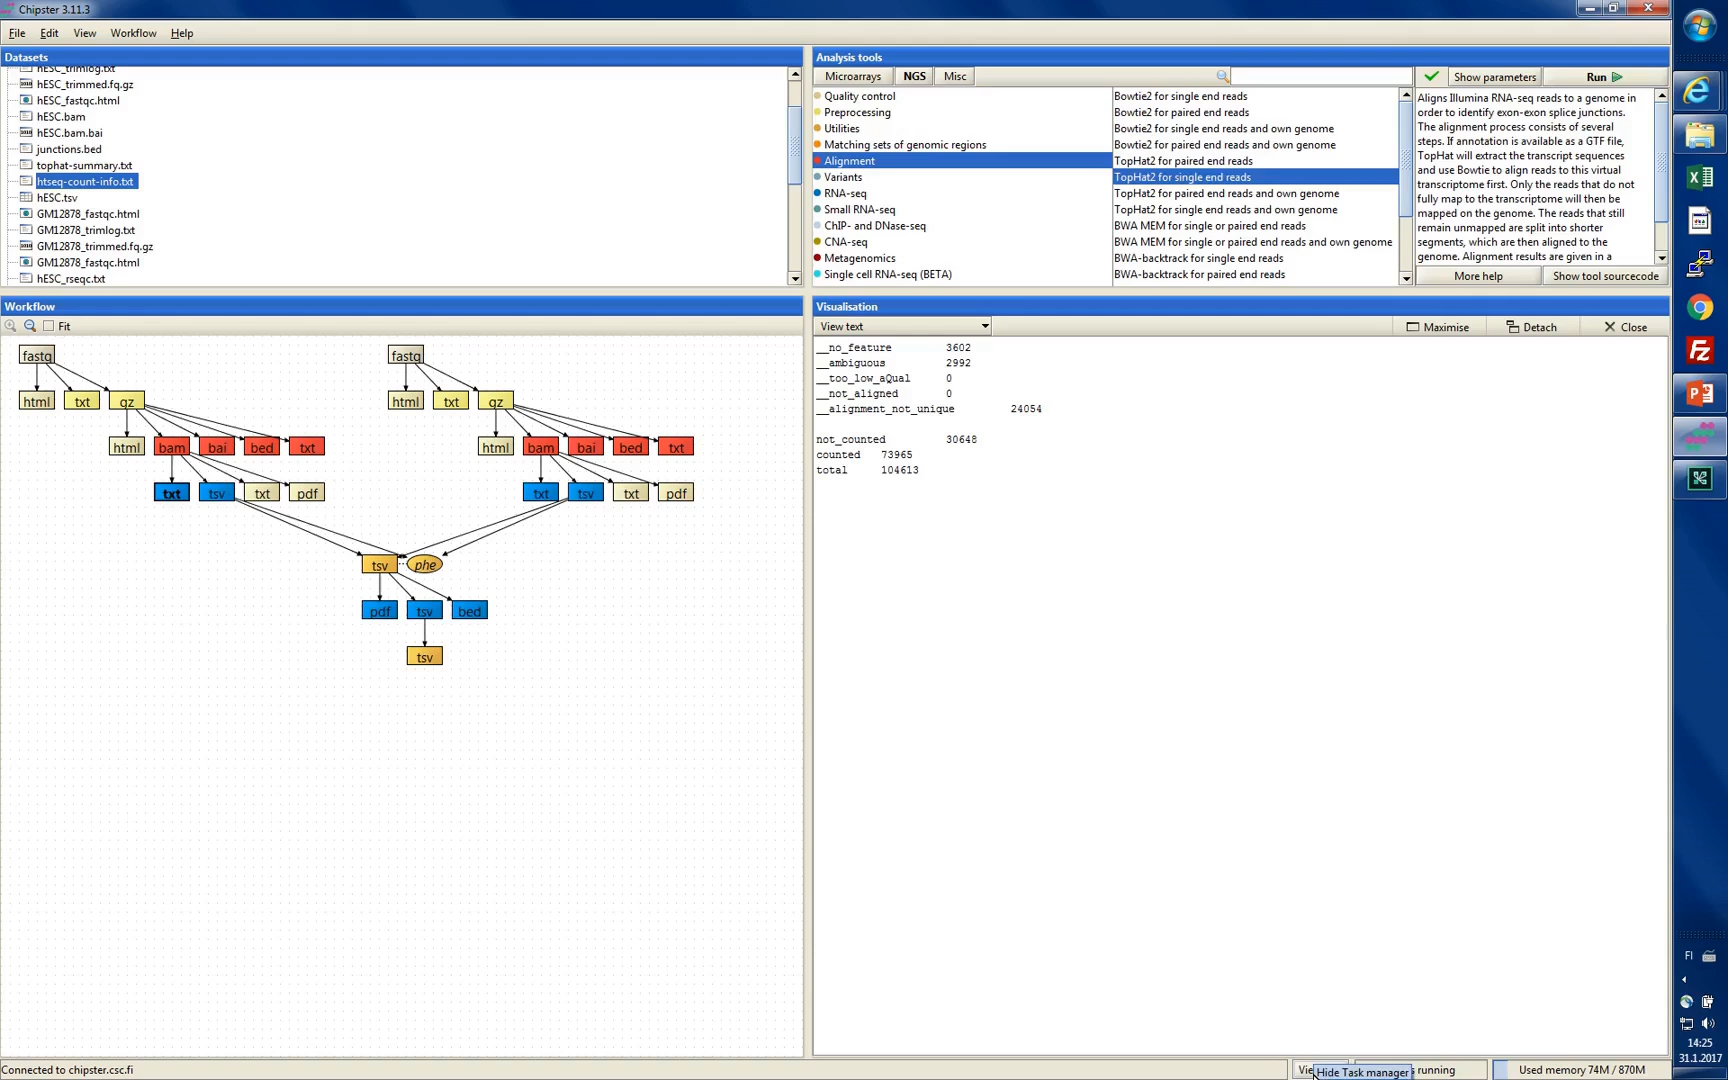 Chipster 3.11.3
File Edit View Workflow Help
Datasets
hESC_trimlog.txt
hESC_trimmed.fq.gz
hESC_fastqc.html
hESC.bam
hESC.bam.bai
junctions.bed
tophat-summary.txt
htseq-count-info.txt
hESC.tsv
GM12878_fastqc.html
GM12878_trimlog.txt
GM12878_trimmed.fq.gz
GM12878_fastqc.html
hESC_rseqc.txt
Analysis tools
Microarrays NGS Misc
Show parameters Run
Quality control
Preprocessing
Utilities
Matching sets of genomic regions
Alignment
Variants
RNA-seq
Small RNA-seq
ChIP- and DNase-seq
CNA-seq
Metagenomics
Single cell RNA-seq (BETA)
Bowtie2 for single end reads
Bowtie2 for paired end reads
Bowtie2 for single end reads and own genome
Bowtie2 for paired end reads and own genome
TopHat2 for paired end reads
TopHat2 for single end reads
TopHat2 for paired end reads and own genome
TopHat2 for single end reads and own genome
BWA MEM for single or paired end reads
BWA MEM for single or paired end reads and own genome
BWA-backtrack for single end reads
BWA-backtrack for paired end reads
Aligns Illumina RNA-seq reads to a genome in
order to identify exon-exon splice junctions.
The alignment process consists of several
steps. If annotation is available as a GTF file,
TopHat will extract the transcript sequences
and use Bowtie to align reads to this virtual
transcriptome first. Only the reads that do not
fully map to the transcriptome will then be
mapped on the genome. The reads that still
remain unmapped are split into shorter
segments, which are then aligned to the
genome. Alignment results are given in a
More help Show tool sourcecode
Workflow
Fit
fastq fastq
html txt gz html txt gz
html bam bai bed txt html bam bai bed txt
txt tsv txt pdf txt tsv txt pdf
tsv phe
pdf tsv bed
tsv
Visualisation
View text Maximise Detach Close
__no_feature 3602
__ambiguous 2992
__too_low_aQual 0
__not_aligned 0
__alignment_not_unique 24054
not_counted 30648
counted 73965
total 104613
FI
14:25
31.1.2017
Connected to chipster.csc.fi
Hide Task manager running Used memory 74M / 870M